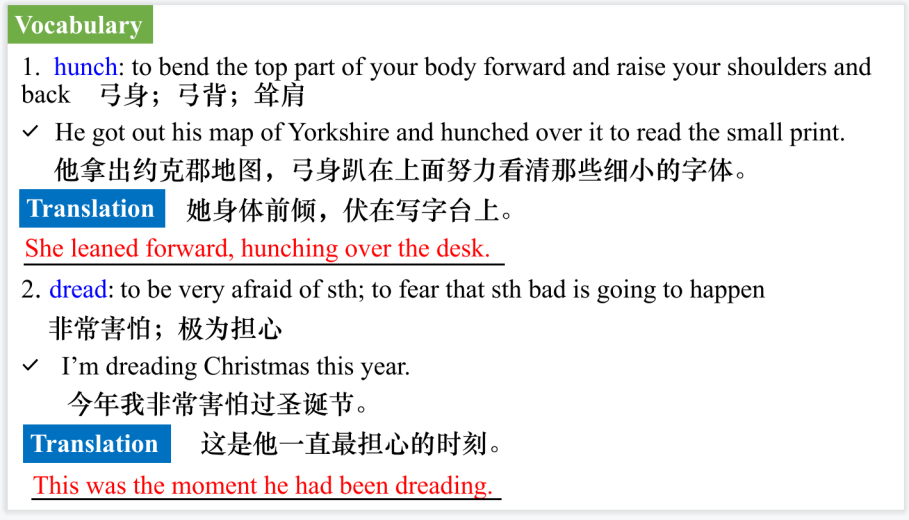 Vocabulary
1. hunch: to bend the top part of your body forward and raise your shoulders and
back 弓身；弓背；耸肩
✓ He got out his map of Yorkshire and hunched over it to read the small print.
他拿出约克郡地图，弓身趴在上面努力看清那些细小的字体。
Translation 她身体前倾，伏在写字台上。
She leaned forward, hunching over the desk.
2. dread: to be very afraid of sth; to fear that sth bad is going to happen
非常害怕；极为担心
✓ I’m dreading Christmas this year.
今年我非常害怕过圣诞节。
Translation 这是他一直最担心的时刻。
This was the moment he had been dreading.